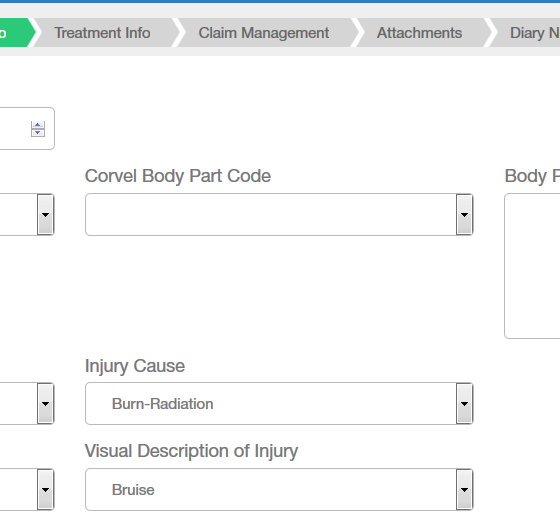 o Treatment Info Claim Management Attachments Diary N
Corvel Body Part Code Body P
Injury Cause
Burn-Radiation
Visual Description of Injury
Bruise